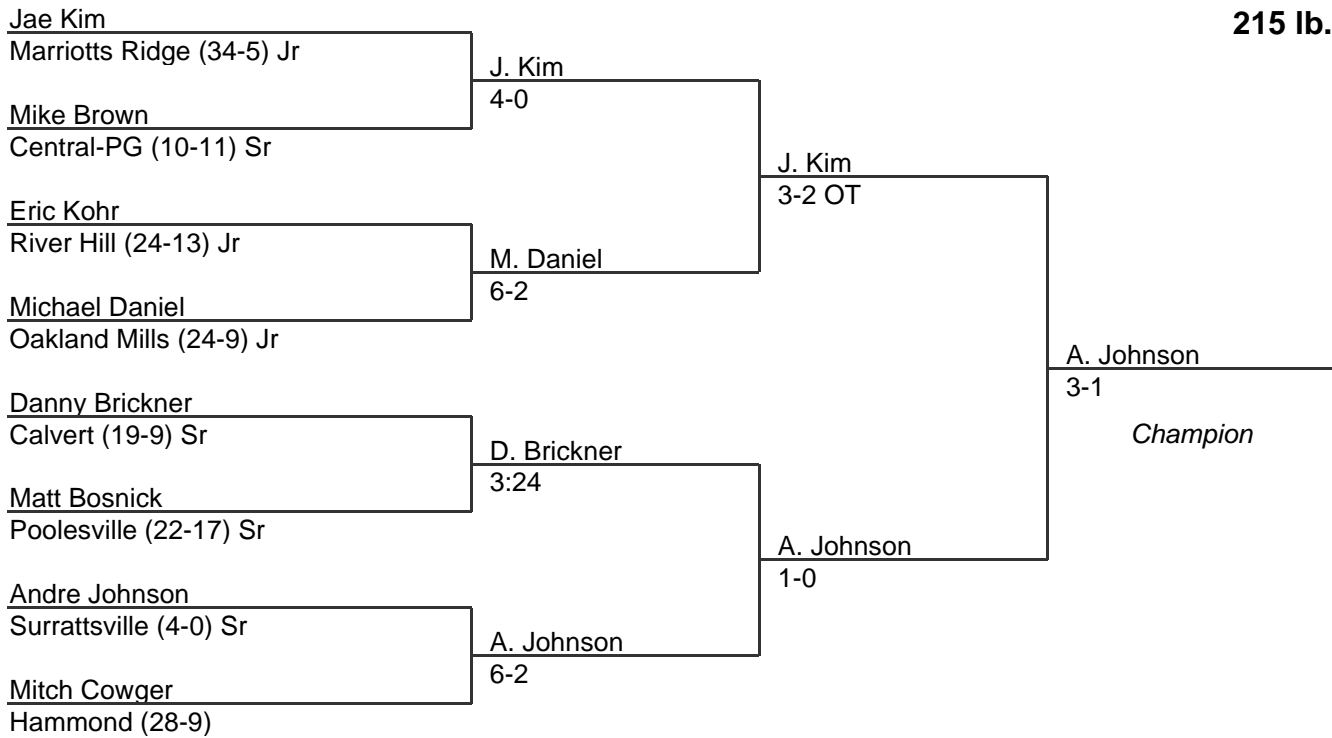 215 lb.
Jae Kim
Marriotts Ridge (34-5) Jr
J. Kim
4-0
Mike Brown
Central-PG (10-11) Sr
J. Kim
3-2 OT
Eric Kohr
River Hill (24-13) Jr
M. Daniel
6-2
Michael Daniel
Oakland Mills (24-9) Jr
A. Johnson
3-1
Champion
Danny Brickner
Calvert (19-9) Sr
D. Brickner
3:24
Matt Bosnick
Poolesville (22-17) Sr
A. Johnson
1-0
Andre Johnson
Surrattsville (4-0) Sr
A. Johnson
6-2
Mitch Cowger
Hammond (28-9)